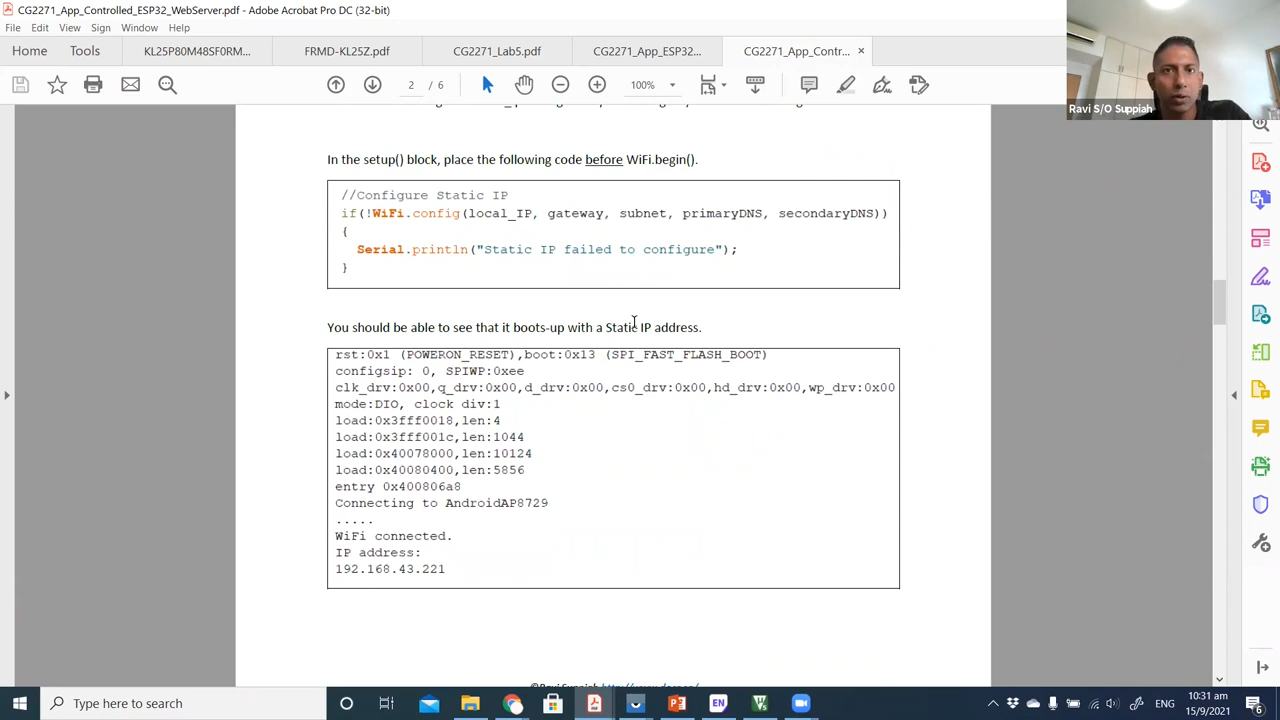 CG2271_App_Controlled_ESP32_WebServer.pdf - Adobe Acrobat Pro DC (32-bit)
File Edit View Sign Window Help
Home Tools KL25P80M48SF0RM... FRMD-KL25Z.pdf CG2271_Lab5.pdf CG2271_App_ESP32... CG2271_App_Contr... ×
2 / 6 100%
Ravi S/O Suppiah
In the setup() block, place the following code before WiFi.begin().
//Configure Static IP
if(!WiFi.config(local_IP, gateway, subnet, primaryDNS, secondaryDNS))
{
Serial.println("Static IP failed to configure");
}
You should be able to see that it boots-up with a Static IP address.
rst:0x1 (POWERON_RESET),boot:0x13 (SPI_FAST_FLASH_BOOT)
configsip: 0, SPIWP:0xee
clk_drv:0x00,q_drv:0x00,d_drv:0x00,cs0_drv:0x00,hd_drv:0x00,wp_drv:0x00
mode:DIO, clock div:1
load:0x3fff0018,len:4
load:0x3fff001c,len:1044
load:0x40078000,len:10124
load:0x40080400,len:5856
entry 0x400806a8
Connecting to AndroidAP8729
.....
WiFi connected.
IP address:
192.168.43.221
Type here to search
EN
10:31 am
15/9/2021
6